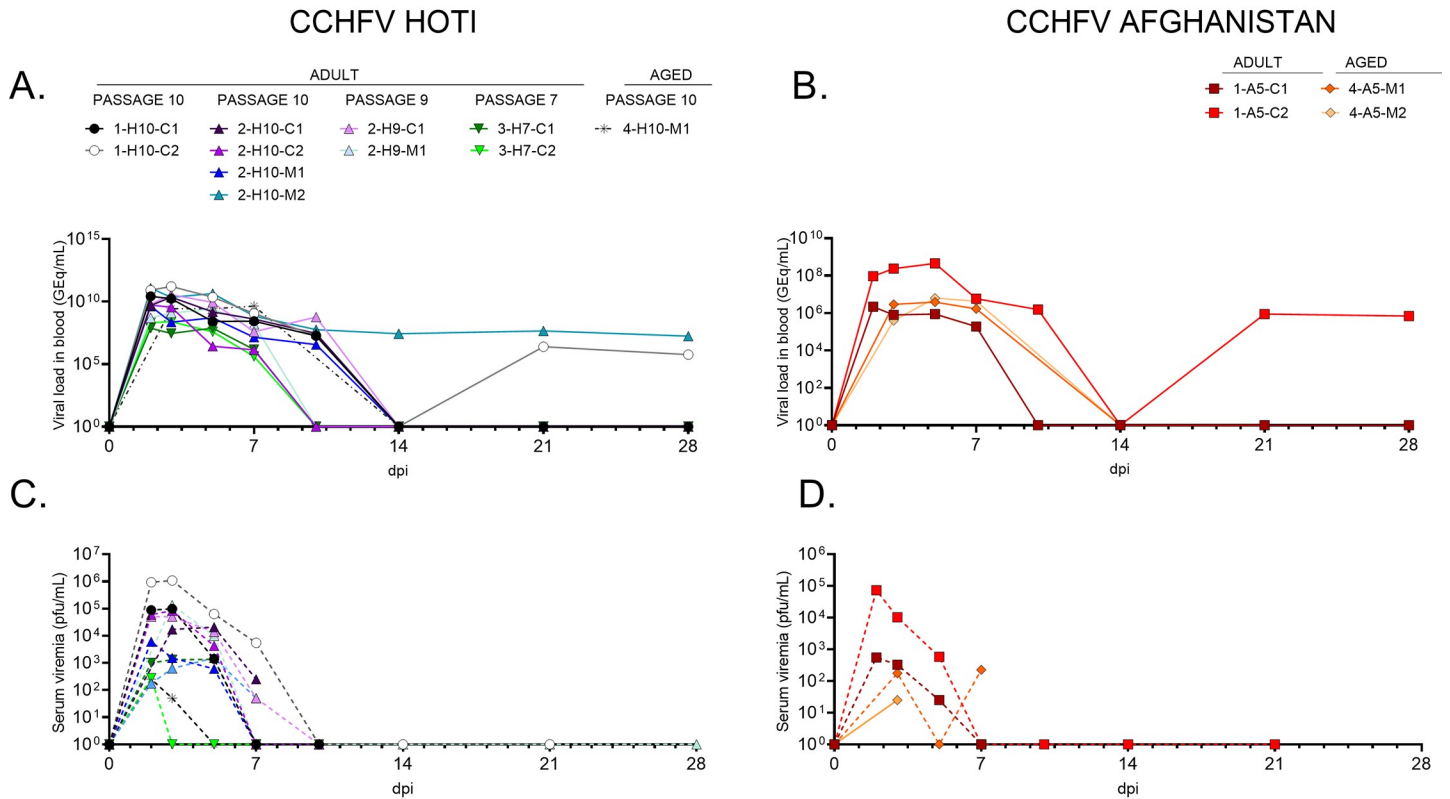 CCHFV HOTI
CCHFV AFGHANISTAN
A.
ADULT AGED
PASSAGE 10 PASSAGE 10 PASSAGE 9 PASSAGE 7 PASSAGE 10
1-H10-C1 2-H10-C1 2-H9-C1 3-H7-C1 4-H10-M1
1-H10-C2 2-H10-C2 2-H9-M1 3-H7-C2
2-H10-M1
2-H10-M2
Viral load in blood (GEq/mL)
10^15
10^10
10^5
10^0
0 7 14 21 28
dpi
B.
ADULT AGED
1-A5-C1 4-A5-M1
1-A5-C2 4-A5-M2
Viral load in blood (GEq/mL)
10^10
10^8
10^6
10^4
10^2
10^0
0 7 14 21 28
dpi
C.
Serum viremia (pfu/mL)
10^7
10^6
10^5
10^4
10^3
10^2
10^1
10^0
0 7 14 21 28
dpi
D.
Serum viremia (pfu/mL)
10^6
10^5
10^4
10^3
10^2
10^1
10^0
0 7 14 21 28
dpi